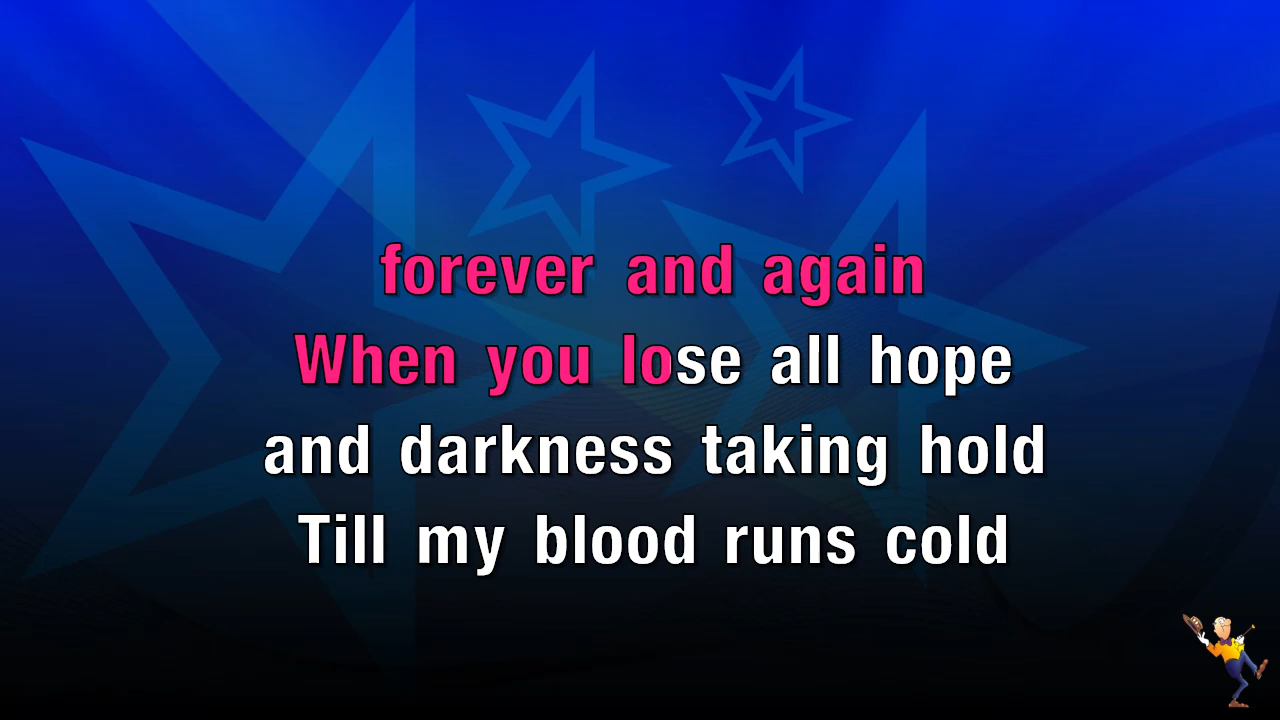 forever and again
When you lose all hope
and darkness taking hold
Till my blood runs cold